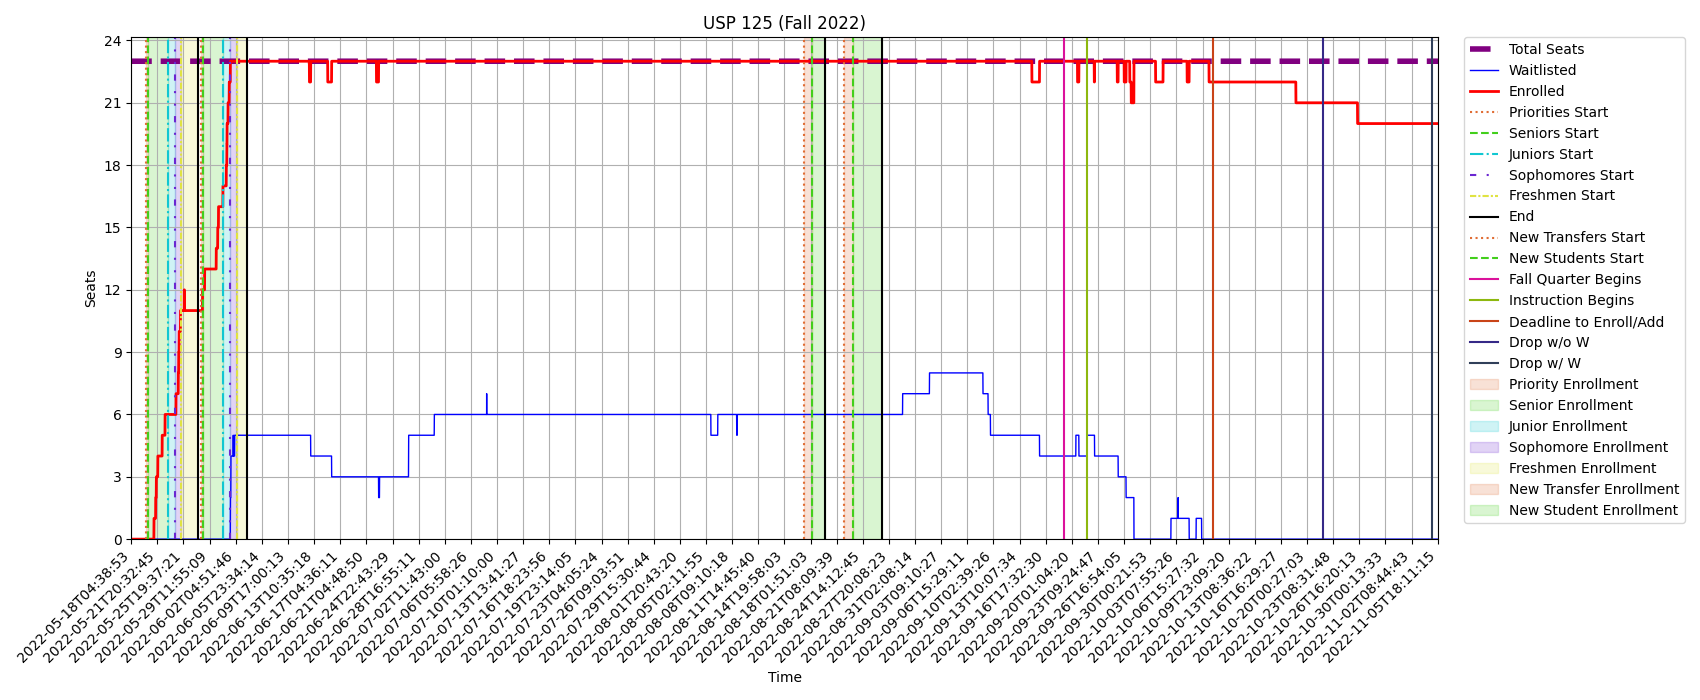 USP 125 (Fall 2022)
Seats
24
21
18
15
12
9
6
3
0
2022-05-18T04:38:53
2022-05-21T20:32:45
2022-05-25T19:37:21
2022-05-29T11:55:09
2022-06-02T04:51:46
2022-06-05T23:34:14
2022-06-09T17:00:13
2022-06-13T10:35:18
2022-06-17T04:36:11
2022-06-21T04:48:50
2022-06-24T22:43:29
2022-06-28T16:55:11
2022-07-02T11:43:00
2022-07-06T05:58:26
2022-07-10T01:10:00
2022-07-13T13:41:27
2022-07-16T18:23:56
2022-07-19T23:14:05
2022-07-23T04:05:24
2022-07-26T09:03:51
2022-07-29T15:30:44
2022-08-01T20:43:20
2022-08-05T02:11:55
2022-08-08T09:10:18
2022-08-11T14:45:40
2022-08-14T19:58:03
2022-08-18T01:51:03
2022-08-21T08:09:39
2022-08-24T14:12:45
2022-08-27T20:08:23
2022-08-31T02:08:14
2022-09-03T09:10:27
2022-09-06T15:29:11
2022-09-10T02:39:26
2022-09-13T10:07:34
2022-09-16T17:32:30
2022-09-20T01:04:20
2022-09-23T09:24:47
2022-09-26T16:54:05
2022-09-30T00:21:53
2022-10-03T07:55:26
2022-10-06T15:27:32
2022-10-09T23:09:20
2022-10-13T08:36:22
2022-10-16T16:29:27
2022-10-20T00:27:03
2022-10-23T08:31:48
2022-10-26T16:20:13
2022-10-30T00:13:33
2022-11-02T08:44:43
2022-11-05T18:11:15
Time
Total Seats
Waitlisted
Enrolled
Priorities Start
Seniors Start
Juniors Start
Sophomores Start
Freshmen Start
End
New Transfers Start
New Students Start
Fall Quarter Begins
Instruction Begins
Deadline to Enroll/Add
Drop w/o W
Drop w/ W
Priority Enrollment
Senior Enrollment
Junior Enrollment
Sophomore Enrollment
Freshmen Enrollment
New Transfer Enrollment
New Student Enrollment